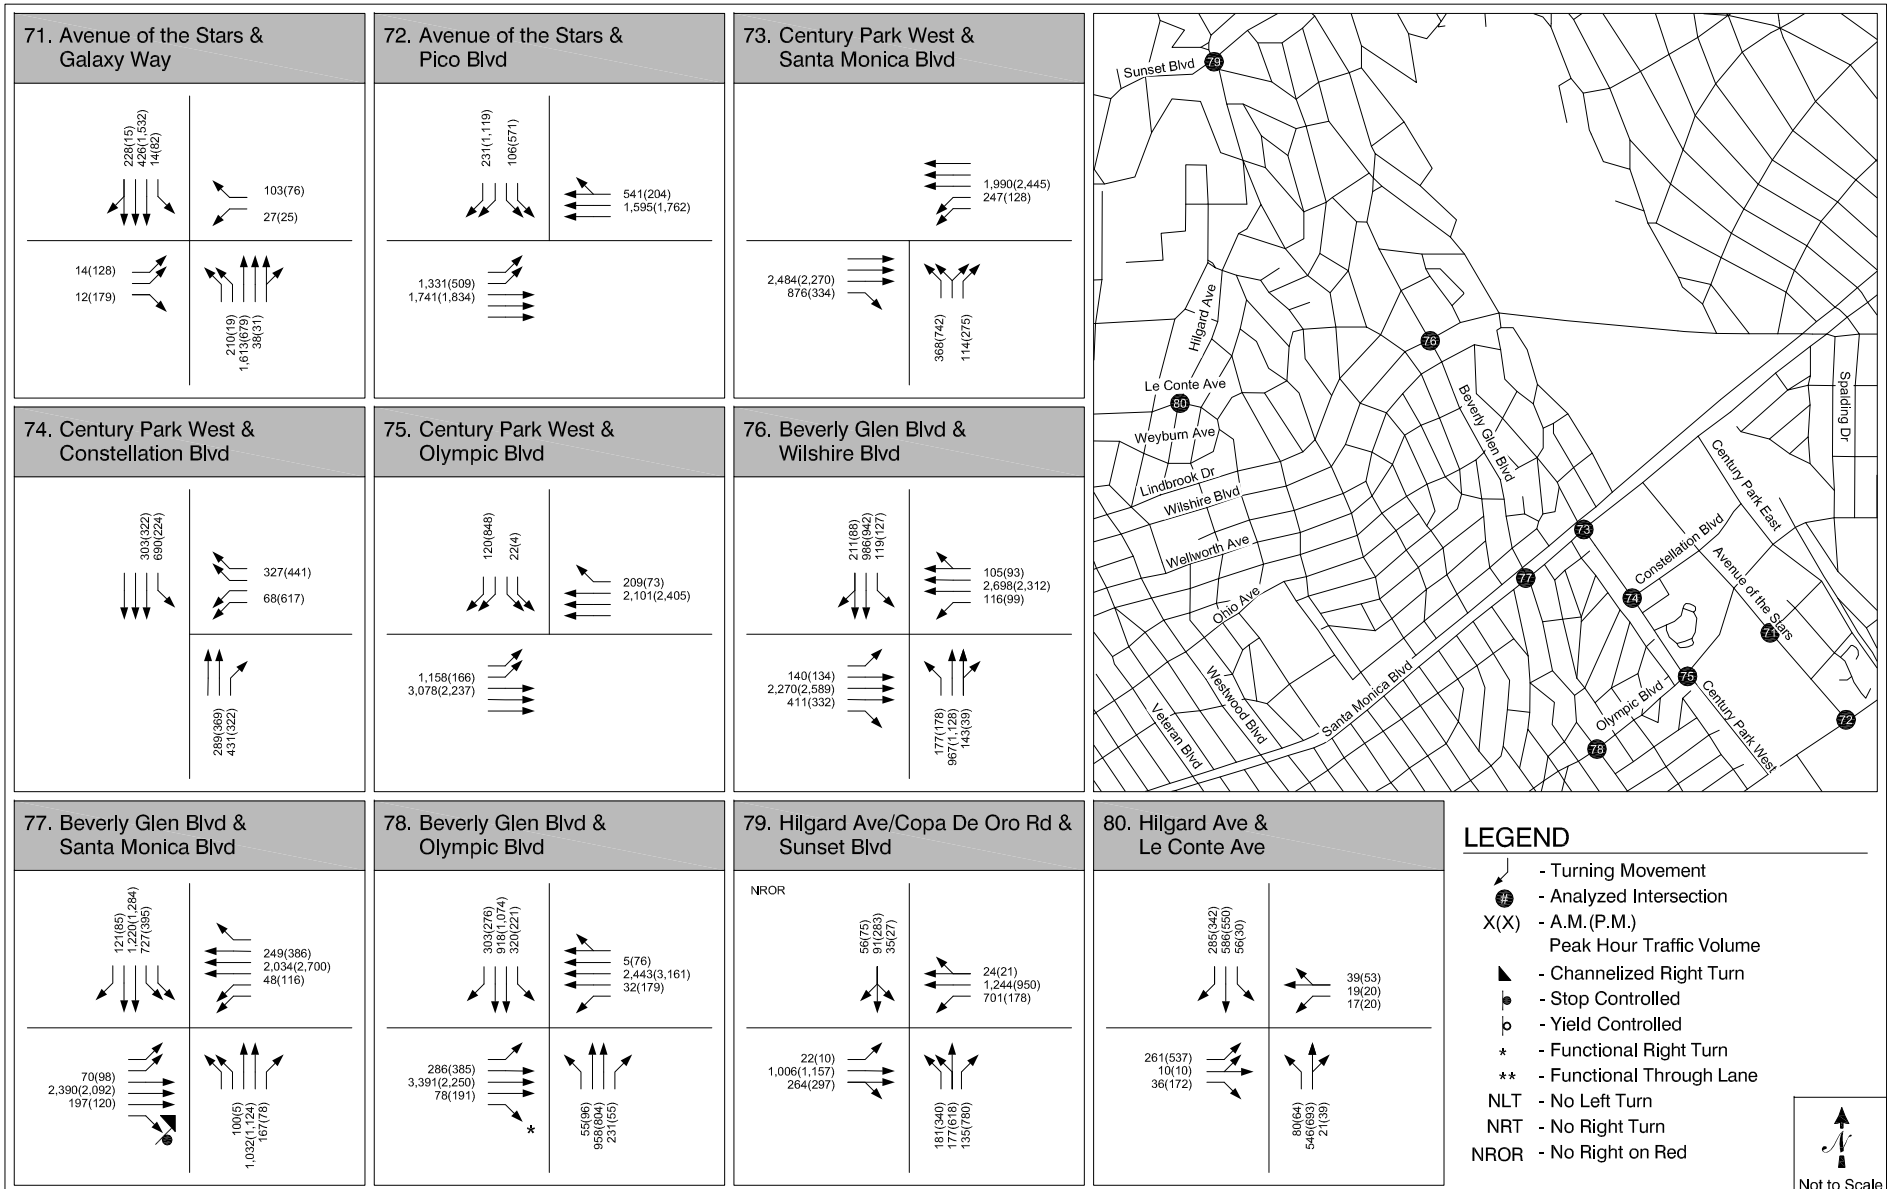 71. Avenue of the Stars &
Galaxy Way
228(15)
426(1,532)
14(82)
103(76)
27(25)
14(128)
12(179)
210(19)
1,613(679)
38(31)
72. Avenue of the Stars &
Pico Blvd
231(1,119)
106(571)
541(204)
1,595(1,762)
1,331(509)
1,741(1,834)
73. Century Park West &
Santa Monica Blvd
1,990(2,445)
247(128)
2,484(2,270)
876(334)
368(742)
114(275)
74. Century Park West &
Constellation Blvd
303(322)
690(224)
327(441)
68(617)
289(369)
431(322)
75. Century Park West &
Olympic Blvd
120(848)
22(4)
209(73)
2,101(2,405)
1,158(166)
3,078(2,237)
76. Beverly Glen Blvd &
Wilshire Blvd
211(88)
986(942)
119(127)
105(93)
2,698(2,312)
116(99)
140(134)
2,270(2,589)
411(332)
177(178)
967(1,128)
143(39)
Sunset Blvd
79
Hilgard Ave
76
Le Conte Ave
80
Beverly Glen Blvd
Spalding Dr
Weyburn Ave
Century Park East
Lindbrook Dr
Wilshire Blvd
73
Constellation Blvd
Wellworth Ave
Avenue of the Stars
77
74
Ohio Ave
71
75
Westwood Blvd
Santa Monica Blvd
Olympic Blvd
Century Park West
Veteran Blvd
72
78
77. Beverly Glen Blvd &
Santa Monica Blvd
121(85)
1,220(1,284)
727(395)
249(386)
2,034(2,700)
48(116)
70(98)
2,390(2,092)
197(120)
100(5)
1,032(1,124)
167(78)
78. Beverly Glen Blvd &
Olympic Blvd
303(276)
918(1,074)
320(221)
5(76)
2,443(3,161)
32(179)
286(385)
3,391(2,250)
78(191)
*
55(96)
958(804)
231(55)
79. Hilgard Ave/Copa De Oro Rd &
Sunset Blvd
NROR
56(75)
91(283)
35(27)
24(21)
1,244(950)
701(178)
22(10)
1,006(1,157)
264(297)
181(340)
177(618)
135(780)
80. Hilgard Ave &
Le Conte Ave
285(342)
586(550)
56(30)
39(53)
19(20)
17(20)
261(537)
10(10)
36(172)
80(64)
546(693)
21(39)
LEGEND
- Turning Movement
# - Analyzed Intersection
X(X) - A.M.(P.M.)
Peak Hour Traffic Volume
- Channelized Right Turn
- Stop Controlled
- Yield Controlled
* - Functional Right Turn
** - Functional Through Lane
NLT - No Left Turn
NRT - No Right Turn
NROR - No Right on Red
N
Not to Scale